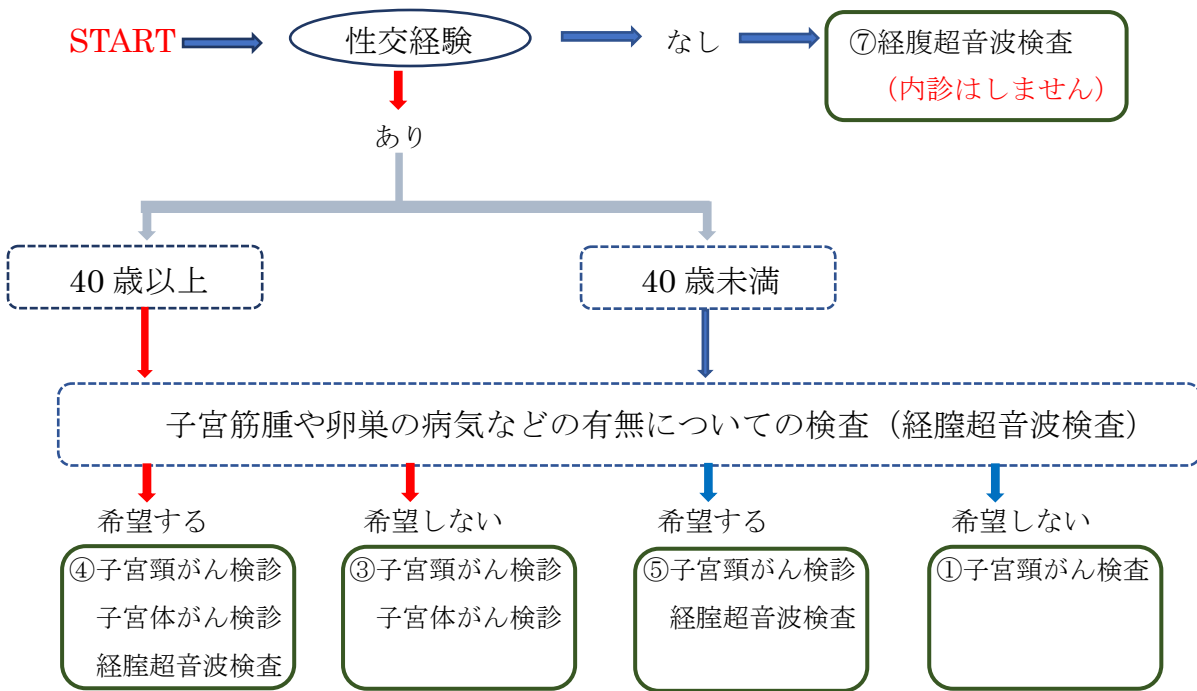 START
性交経験
なし
⑦経腹超音波検査
（内診はしません）
あり
40歳以上
40歳未満
子宮筋腫や卵巣の病気などの有無についての検査（経膣超音波検査）
希望する
希望しない
希望する
希望しない
④子宮頸がん検診
子宮体がん検診
経腟超音波検査
③子宮頸がん検診
子宮体がん検診
⑤子宮頸がん検診
経膣超音波検査
①子宮頸がん検査